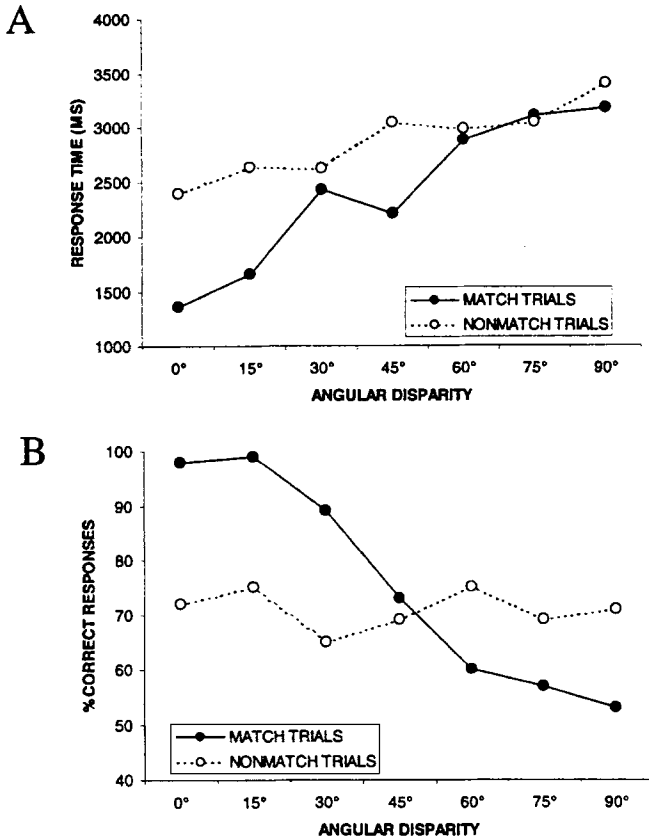 A
4000
3500
3000
2500
2000
1500
1000
RESPONSE TIME (MS)
MATCH TRIALS
NONMATCH TRIALS
0° 15° 30° 45° 60° 75° 90°
ANGULAR DISPARITY
B
100
90
80
70
60
50
40
%CORRECT RESPONSES
MATCH TRIALS
NONMATCH TRIALS
0° 15° 30° 45° 60° 75° 90°
ANGULAR DISPARITY